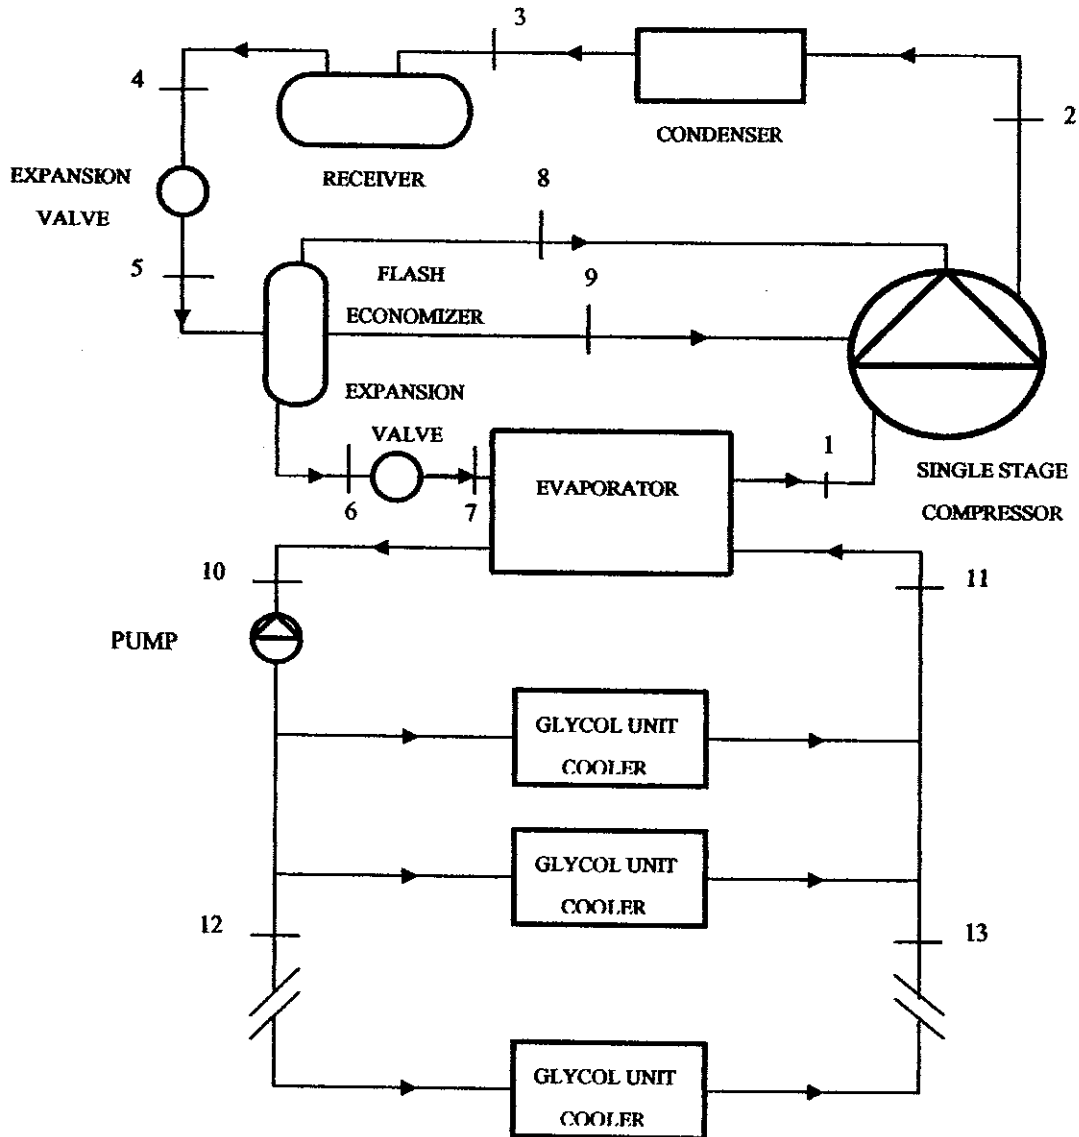 3
4
2
CONDENSER
EXPANSION
VALVE
RECEIVER
8
5
FLASH
ECONOMIZER
9
EXPANSION
VALVE
EVAPORATOR
1
SINGLE STAGE
COMPRESSOR
6
7
10
11
PUMP
GLYCOL UNIT
COOLER
GLYCOL UNIT
COOLER
12
13
GLYCOL UNIT
COOLER